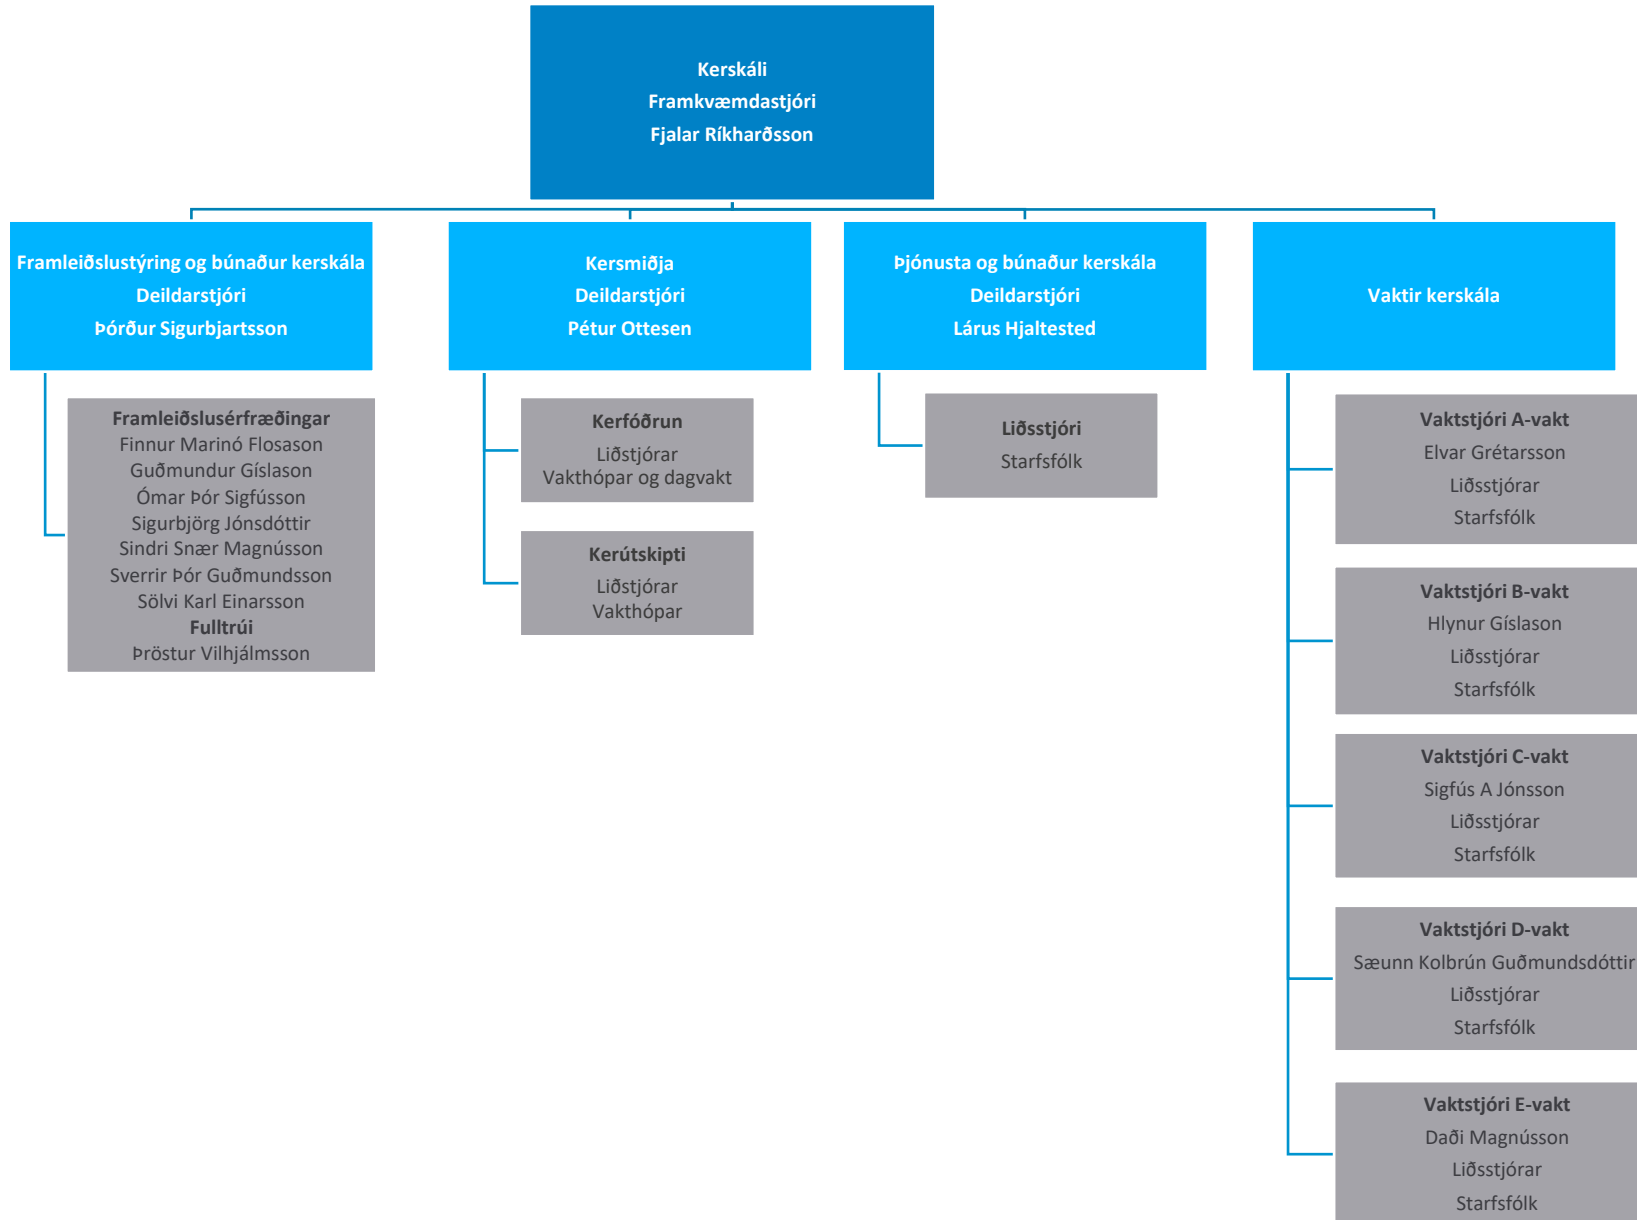 Kerskáli
Framkvæmdastjóri
Fjalar Ríkharðsson
Framleiðslustýring og búnaður kerskála
Deildarstjóri
Þórður Sigurbjartsson
Kersmiðja
Deildarstjóri
Pétur Ottesen
Þjónusta og búnaður kerskála
Deildarstjóri
Lárus Hjaltested
Vaktir kerskála
Framleiðslusérfræðingar
Finnur Marinó Flosason
Guðmundur Gíslason
Ómar Þór Sigfússon
Sigurbjörg Jónsdóttir
Sindri Snær Magnússon
Sverrir Þór Guðmundsson
Sölvi Karl Einarsson
Fulltrúi
Þröstur Vilhjálmsson
Kerfóðrun
Liðstjórar
Vakthópar og dagvakt
Kerútskipti
Liðstjórar
Vakthópar
Liðsstjóri
Starfsfólk
Vaktstjóri A-vakt
Elvar Grétarsson
Liðsstjórar
Starfsfólk
Vaktstjóri B-vakt
Hlynur Gíslason
Liðsstjórar
Starfsfólk
Vaktstjóri C-vakt
Sigfús A Jónsson
Liðsstjórar
Starfsfólk
Vaktstjóri D-vakt
Sæunn Kolbrún Guðmundsdóttir
Liðsstjórar
Starfsfólk
Vaktstjóri E-vakt
Daði Magnússon
Liðsstjórar
Starfsfólk